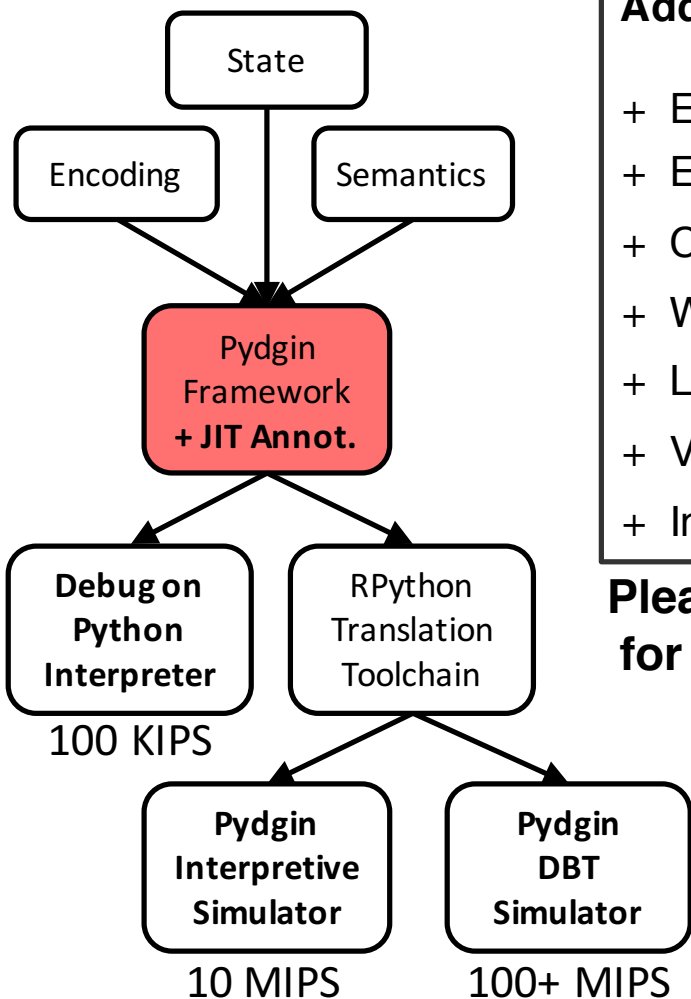 State
Encoding
Semantics
Pydgin
Framework
+ JIT Annot.
Debug on
Python
Interpreter
100 KIPS
RPython
Translation
Toolchain
Pydgin
Interpretive
Simulator
10 MIPS
Pydgin
DBT
Simulator
100+ MIPS
+
+
+
+
+
+
+
for